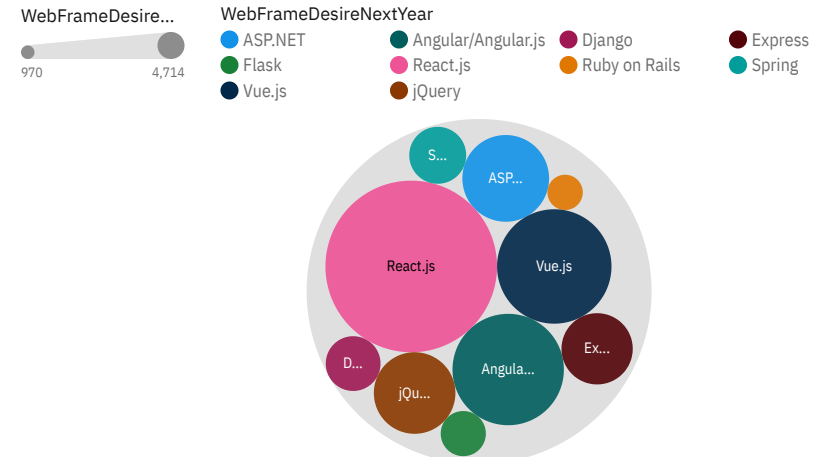 WebFrameDesire...
970
4,714
WebFrameDesireNextYear
ASP.NET
Angular/Angular.js
Django
Express
Flask
React.js
Ruby on Rails
Spring
Vue.js
jQuery
S...
ASP...
React.js
Vue.js
Ex...
D...
Angula...
jQu...